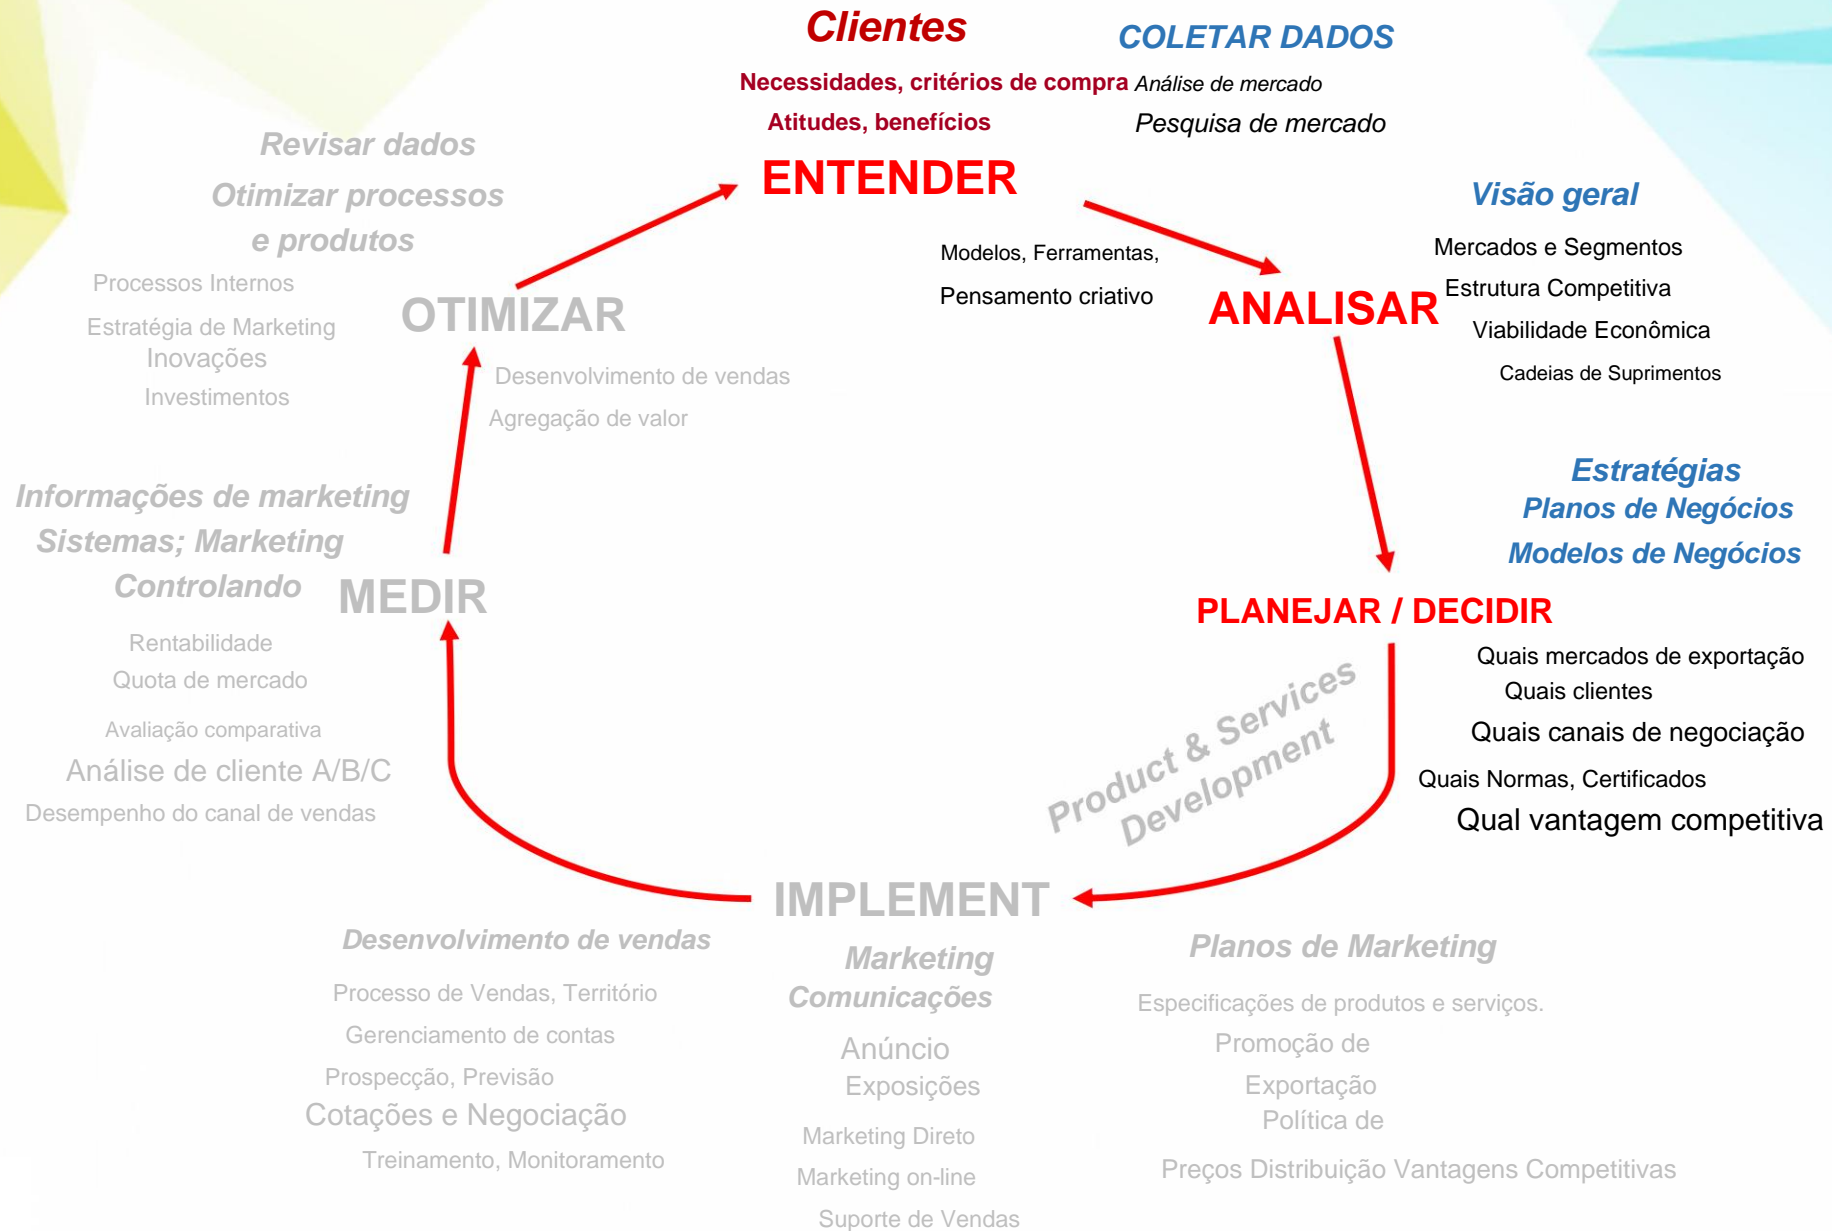 Clientes
Necessidades, critérios de compra
Atitudes, benefícios
ENTENDER
COLETAR DADOS
Análise de mercado
Pesquisa de mercado
Modelos, Ferramentas,
Pensamento criativo
ANALISAR
Visão geral
Mercados e Segmentos
Estrutura Competitiva
Viabilidade Econômica
Cadeias de Suprimentos
Estratégias
Planos de Negócios
Modelos de Negócios
PLANEJAR / DECIDIR
Quais mercados de exportação
Quais clientes
Quais canais de negociação
Quais Normas, Certificados
Qual vantagem competitiva
Product & Services
Development
IMPLEMENT
Planos de Marketing
Especificações de produtos e serviços.
Promoção de
Exportação
Política de
Preços Distribuição Vantagens Competitivas
Marketing
Comunicações
Anúncio
Exposições
Marketing Direto
Marketing on-line
Suporte de Vendas
Desenvolvimento de vendas
Processo de Vendas, Território
Gerenciamento de contas
Prospecção, Previsão
Cotações e Negociação
Treinamento, Monitoramento
Informações de marketing
Sistemas; Marketing
Controlando
MEDIR
Rentabilidade
Quota de mercado
Avaliação comparativa
Análise de cliente A/B/C
Desempenho do canal de vendas
Revisar dados
Otimizar processos
e produtos
Processos Internos
Estratégia de Marketing
Inovações
Investimentos
OTIMIZAR
Desenvolvimento de vendas
Agregação de valor